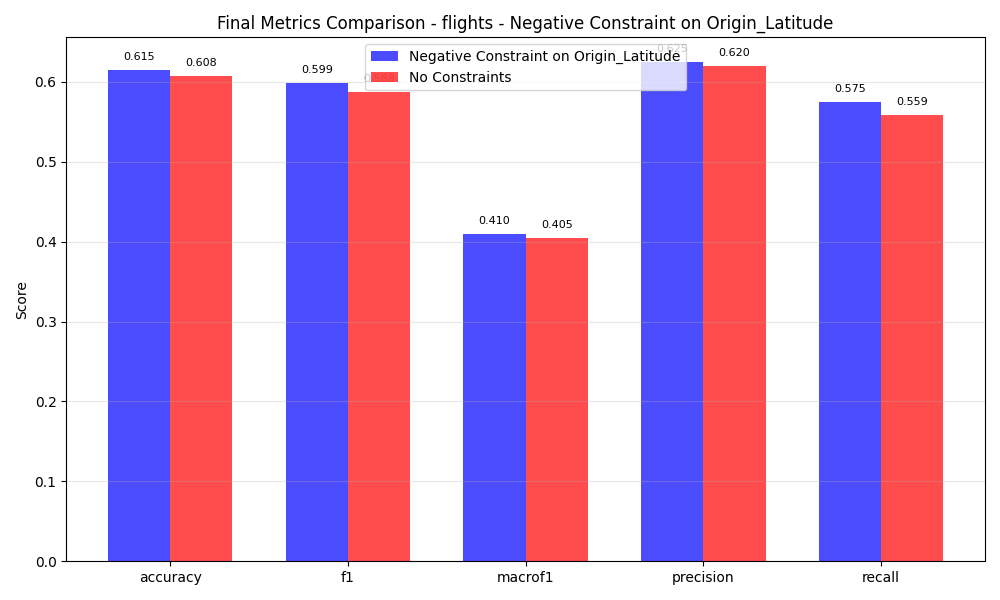 Final Metrics Comparison - flights - Negative Constraint on Origin_Latitude
Negative Constraint on Origin_Latitude
No Constraints
0.615
0.608
0.599
0.410
0.405
0.625
0.620
0.575
0.559
Score
0.6
0.5
0.4
0.3
0.2
0.1
0.0
accuracy
f1
macrof1
precision
recall